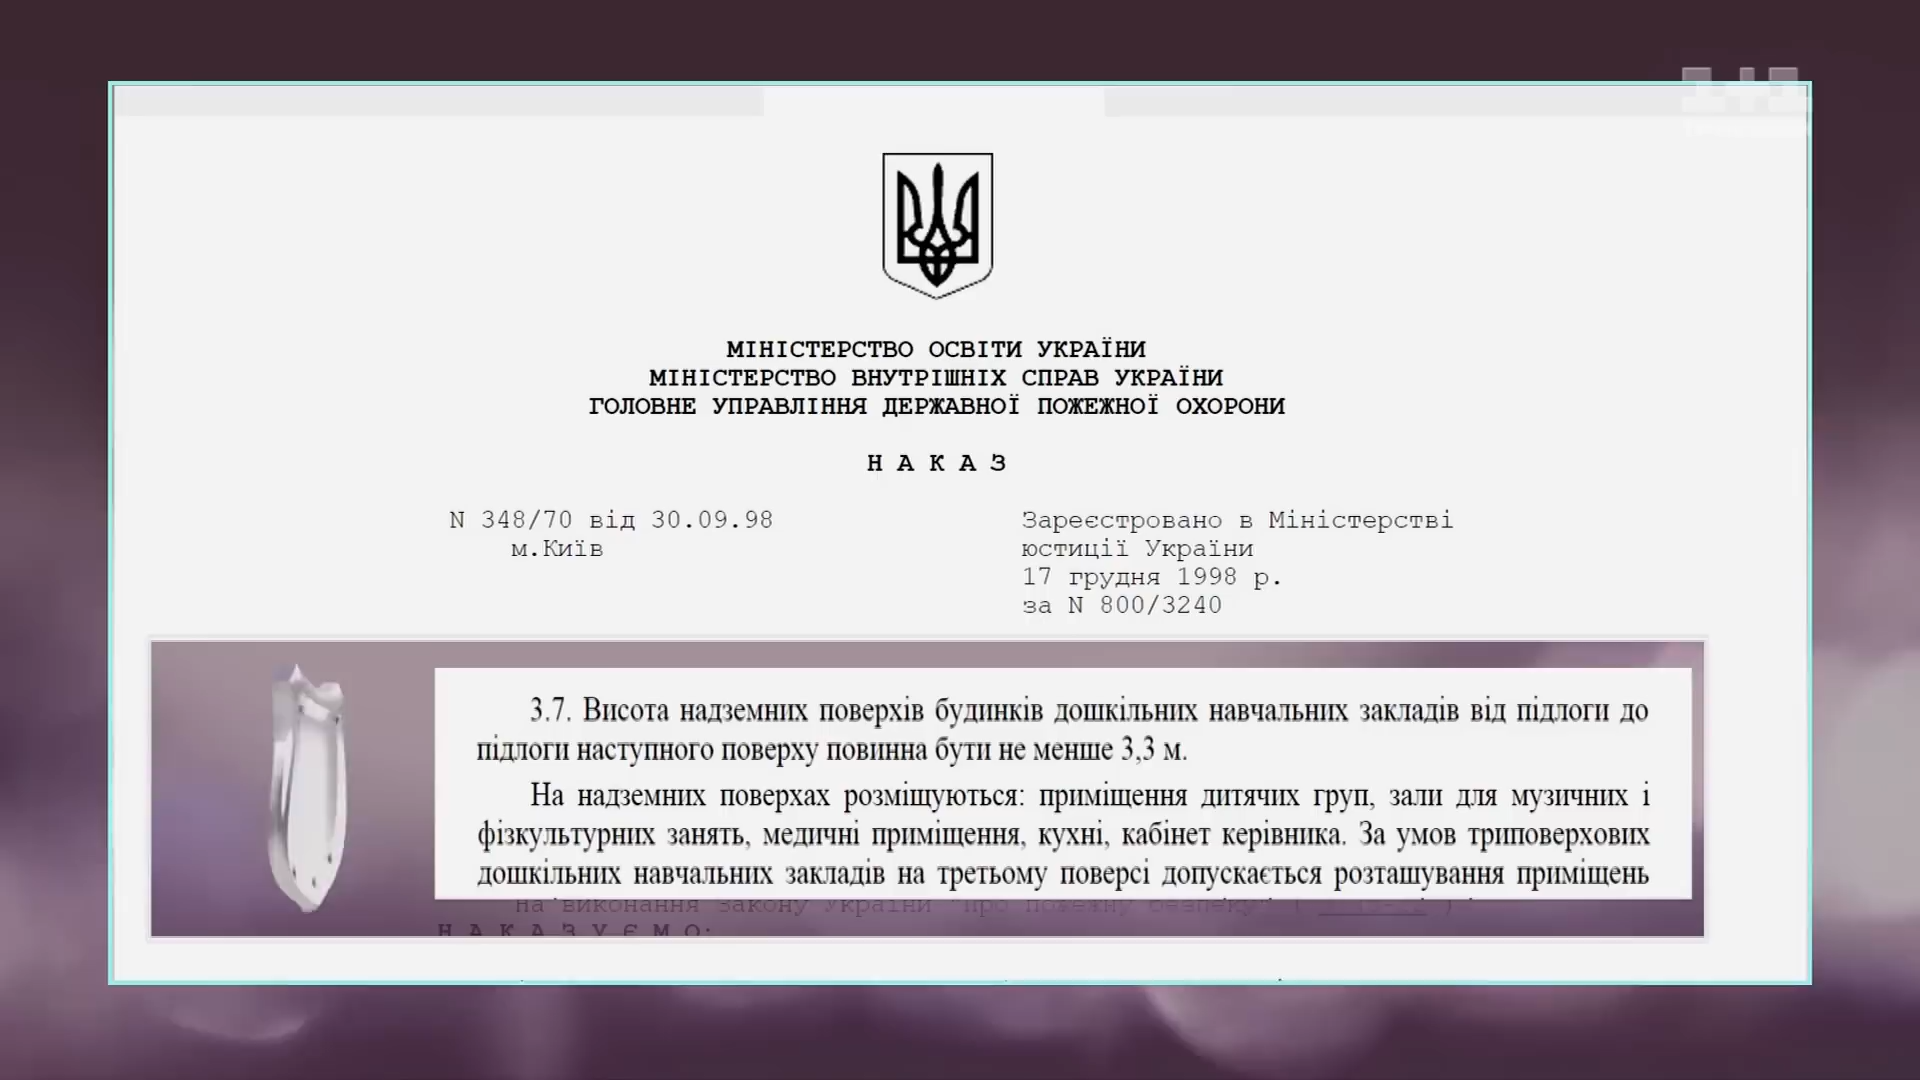 МІНІСТЕРСТВО ОСВІТИ УКРАЇНИ
МІНІСТЕРСТВО ВНУТРІШНІХ СПРАВ УКРАЇНИ
ГОЛОВНЕ УПРАВЛІННЯ ДЕРЖАВНОЇ ПОЖЕЖНОЇ ОХОРОНИ
Н А К А З
N 348/70 від 30.09.98
м.Київ
Зареєстровано в Міністерстві
юстиції України
17 грудня 1998 р.
за N 800/3240
3.7. Висота надземних поверхів будинків дошкільних навчальних закладів від підлоги до
підлоги наступного поверху повинна бути не менше 3,3 м.
На надземних поверхах розміщуються: приміщення дитячих груп, зали для музичних і
фізкультурних занять, медичні приміщення, кухні, кабінет керівника. За умов триповерхових
дошкільних навчальних закладів на третьому поверсі допускається розташування приміщень
На виконання Закону України "Про пожежну безпеку" (
Н А К А З У Є М О: